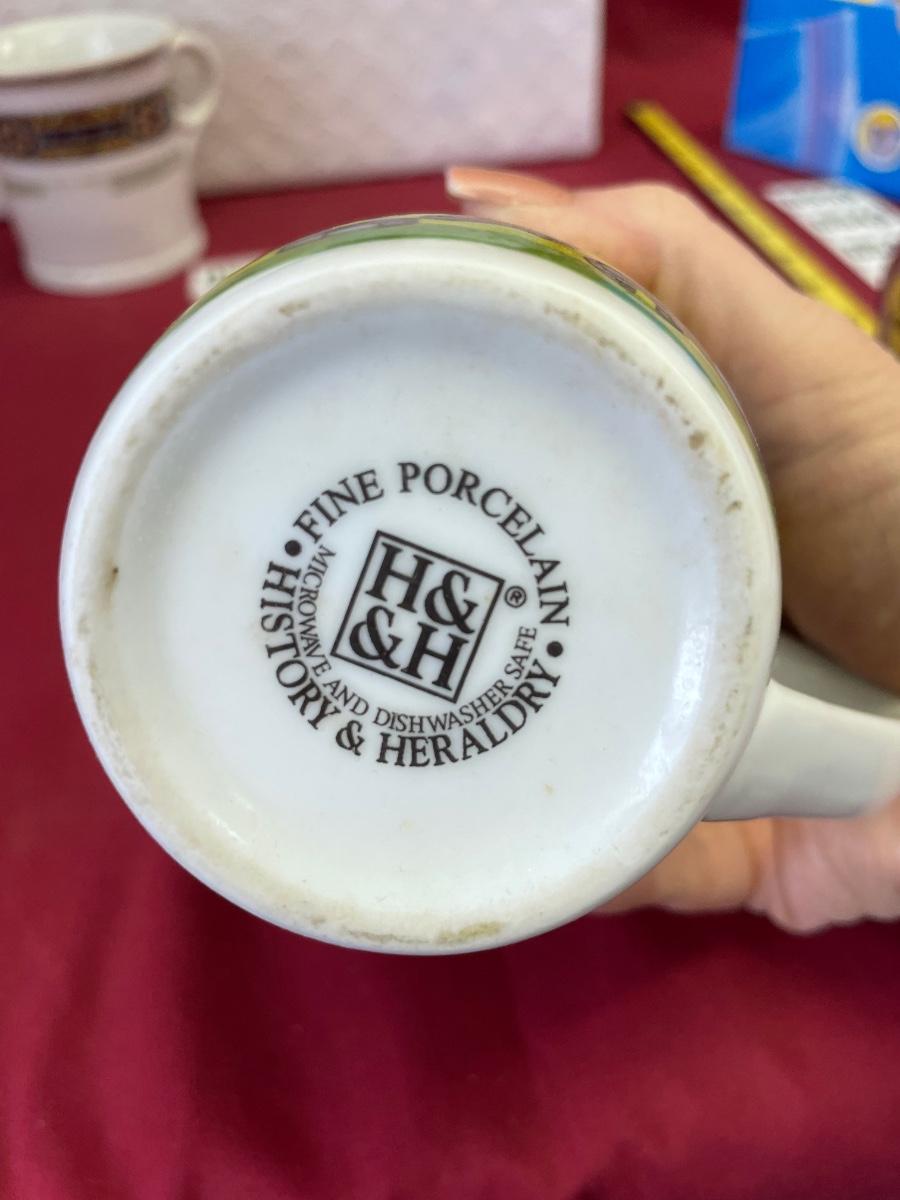 • FINE PORCELAIN •
HISTORY & HERALDRY
MICROWAVE AND DISHWASHER SAFE
H&
&H
®